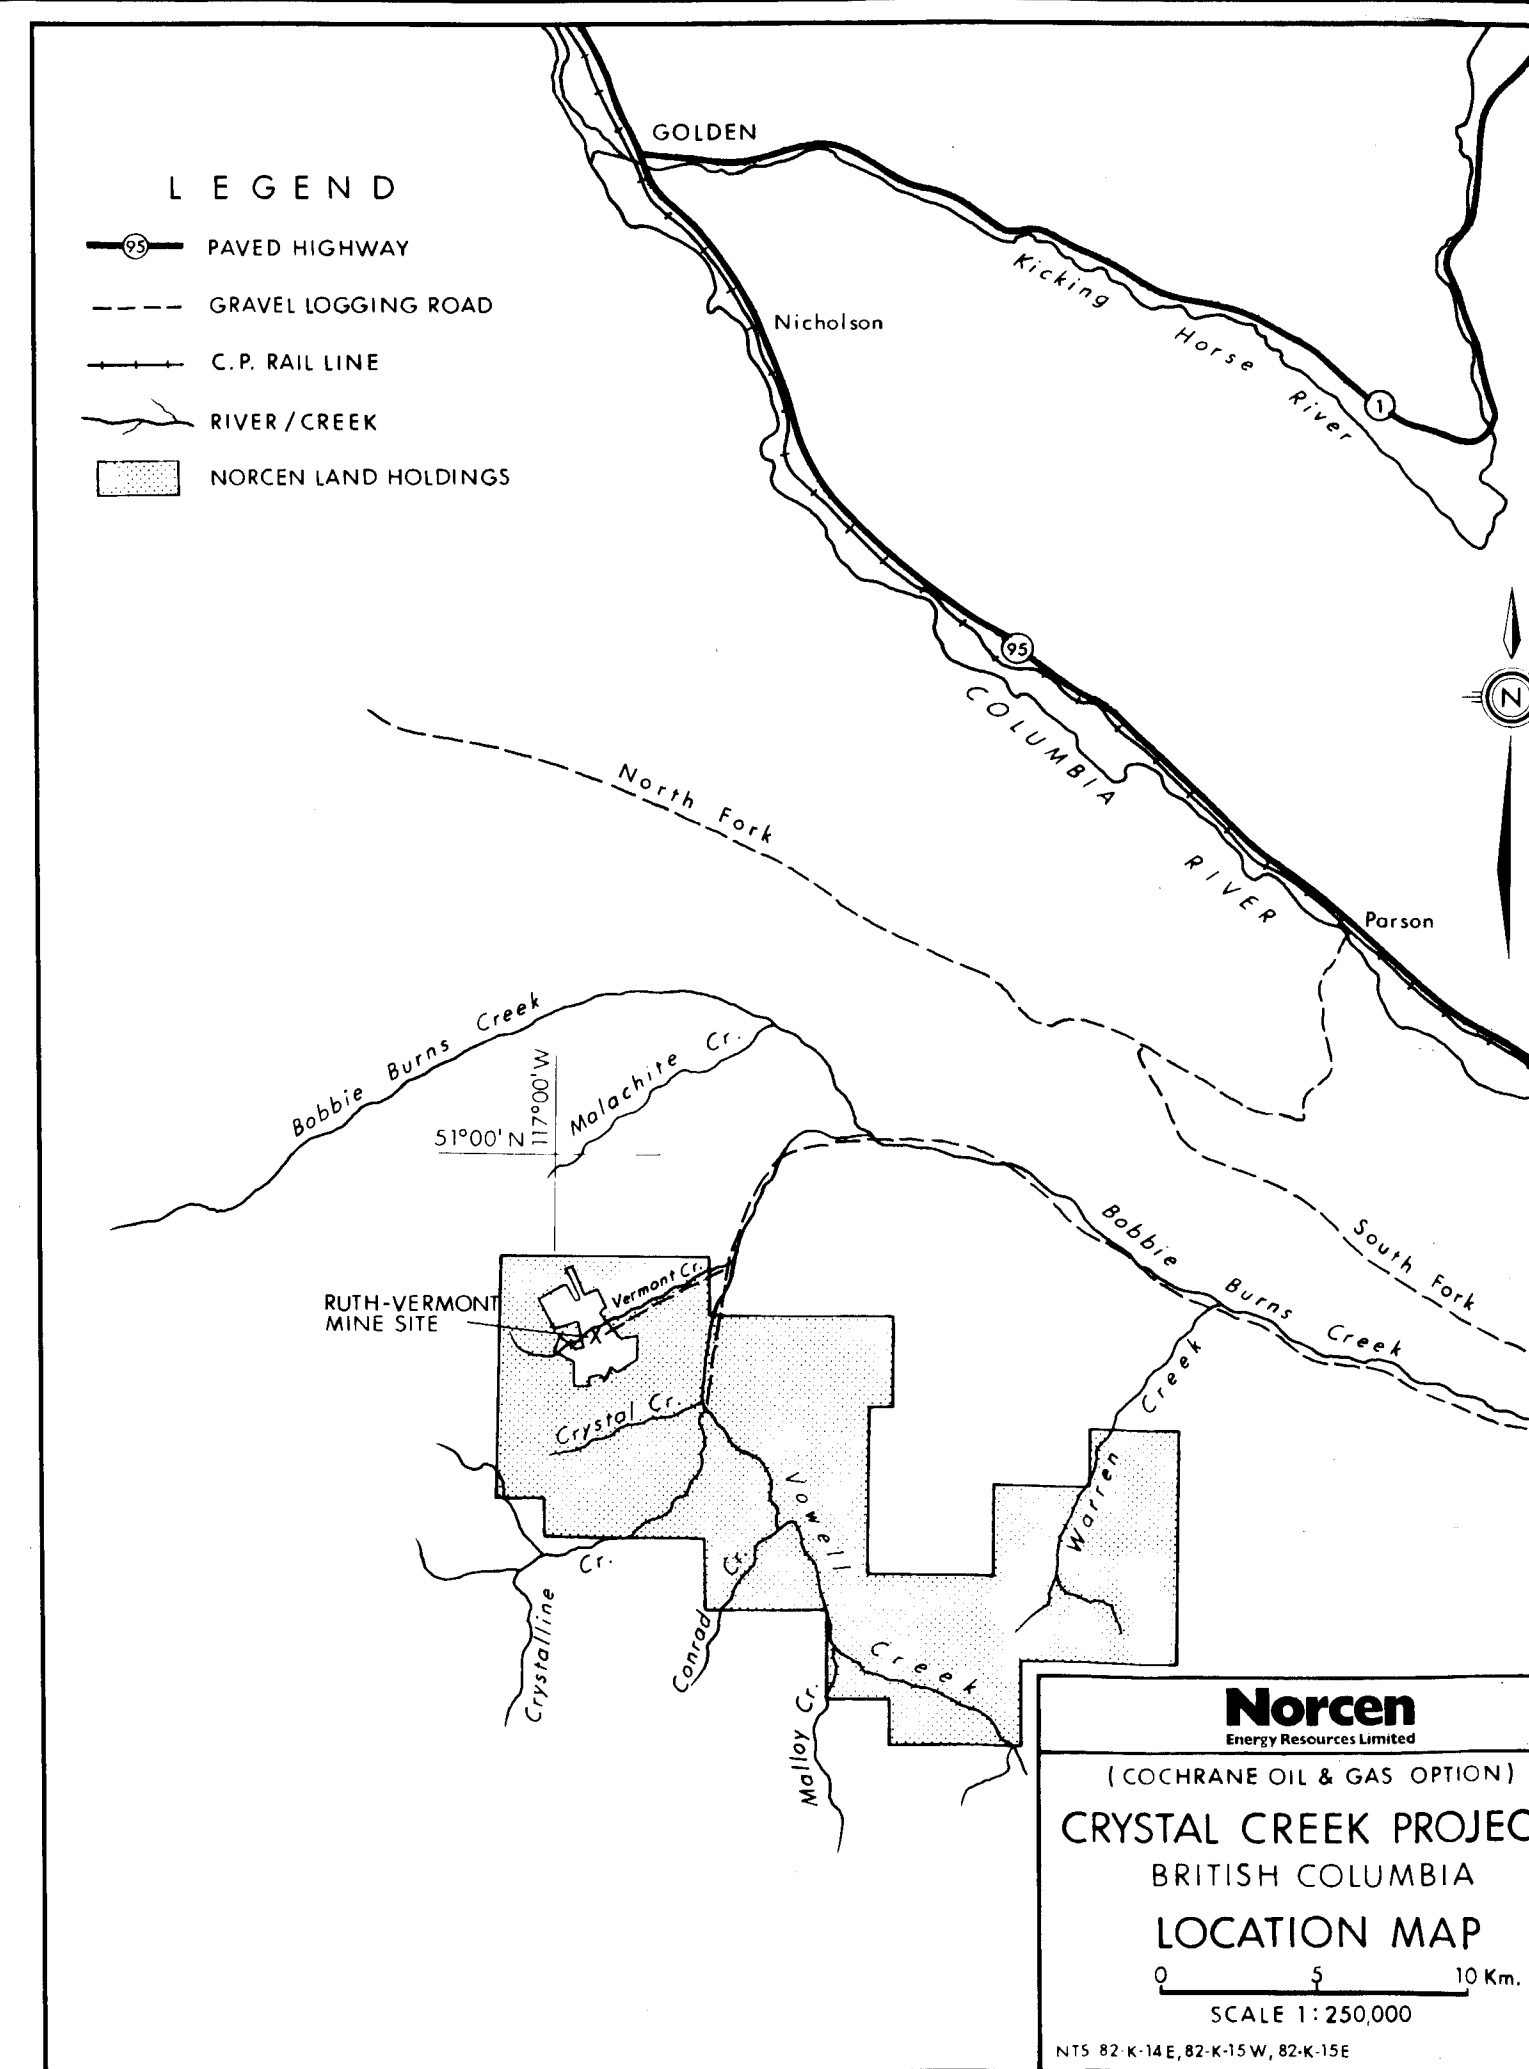 GOLDEN
LEGEND
95 PAVED HIGHWAY
GRAVEL LOGGING ROAD
C.P. RAIL LINE
RIVER/CREEK
NORCEN LAND HOLDINGS
Nicholson
Kicking Horse River
1
95
N
COLUMBIA RIVER
North Fork
Parson
Bobbie Burns Creek
Malachite Cr.
117°00'W
51°00'N
Bobbie Burns Creek
South Fork
Vermont Cr.
RUTH-VERMONT
MINE SITE
Crystal Cr.
Warren Creek
Vowell Creek
Crystalline Cr.
Conrad Cr.
Malloy Cr.
Norcen
Energy Resources Limited
(COCHRANE OIL & GAS OPTION)
CRYSTAL CREEK PROJEC
BRITISH COLUMBIA
LOCATION MAP
0 5 10 Km.
SCALE 1:250,000
NTS 82-K-14E, 82-K-15W, 82-K-15E